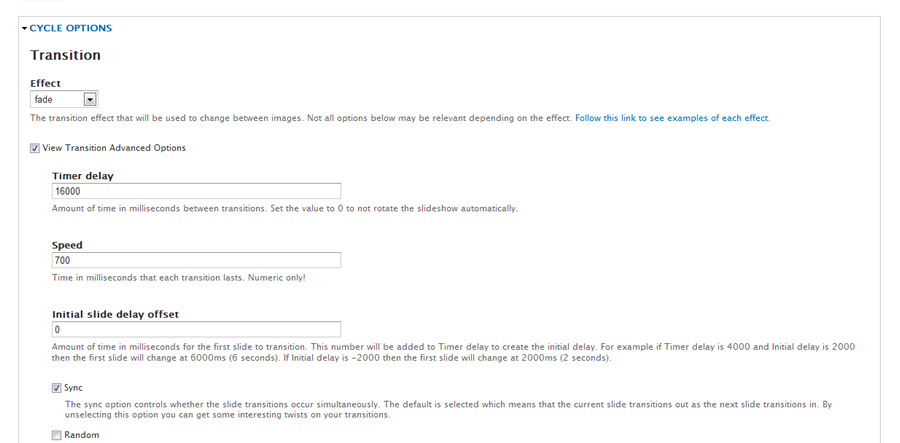 CYCLE OPTIONS
Transition
Effect
fade
The transition effect that will be used to change between images. Not all options below may be relevant depending on the effect. Follow this link to see examples of each effect.
View Transition Advanced Options
Timer delay
16000
Amount of time in milliseconds between transitions. Set the value to 0 to not rotate the slideshow automatically.
Speed
700
Time in milliseconds that each transition lasts. Numeric only!
Initial slide delay offset
0
Amount of time in milliseconds for the first slide to transition. This number will be added to Timer delay to create the initial delay. For example if Timer delay is 4000 and Initial delay is 2000
then the first slide will change at 6000ms (6 seconds). If Initial delay is -2000 then the first slide will change at 2000ms (2 seconds).
Sync
The sync option controls whether the slide transitions occur simultaneously. The default is selected which means that the current slide transitions out as the next slide transitions in. By
unselecting this option you can get some interesting twists on your transitions.
Random